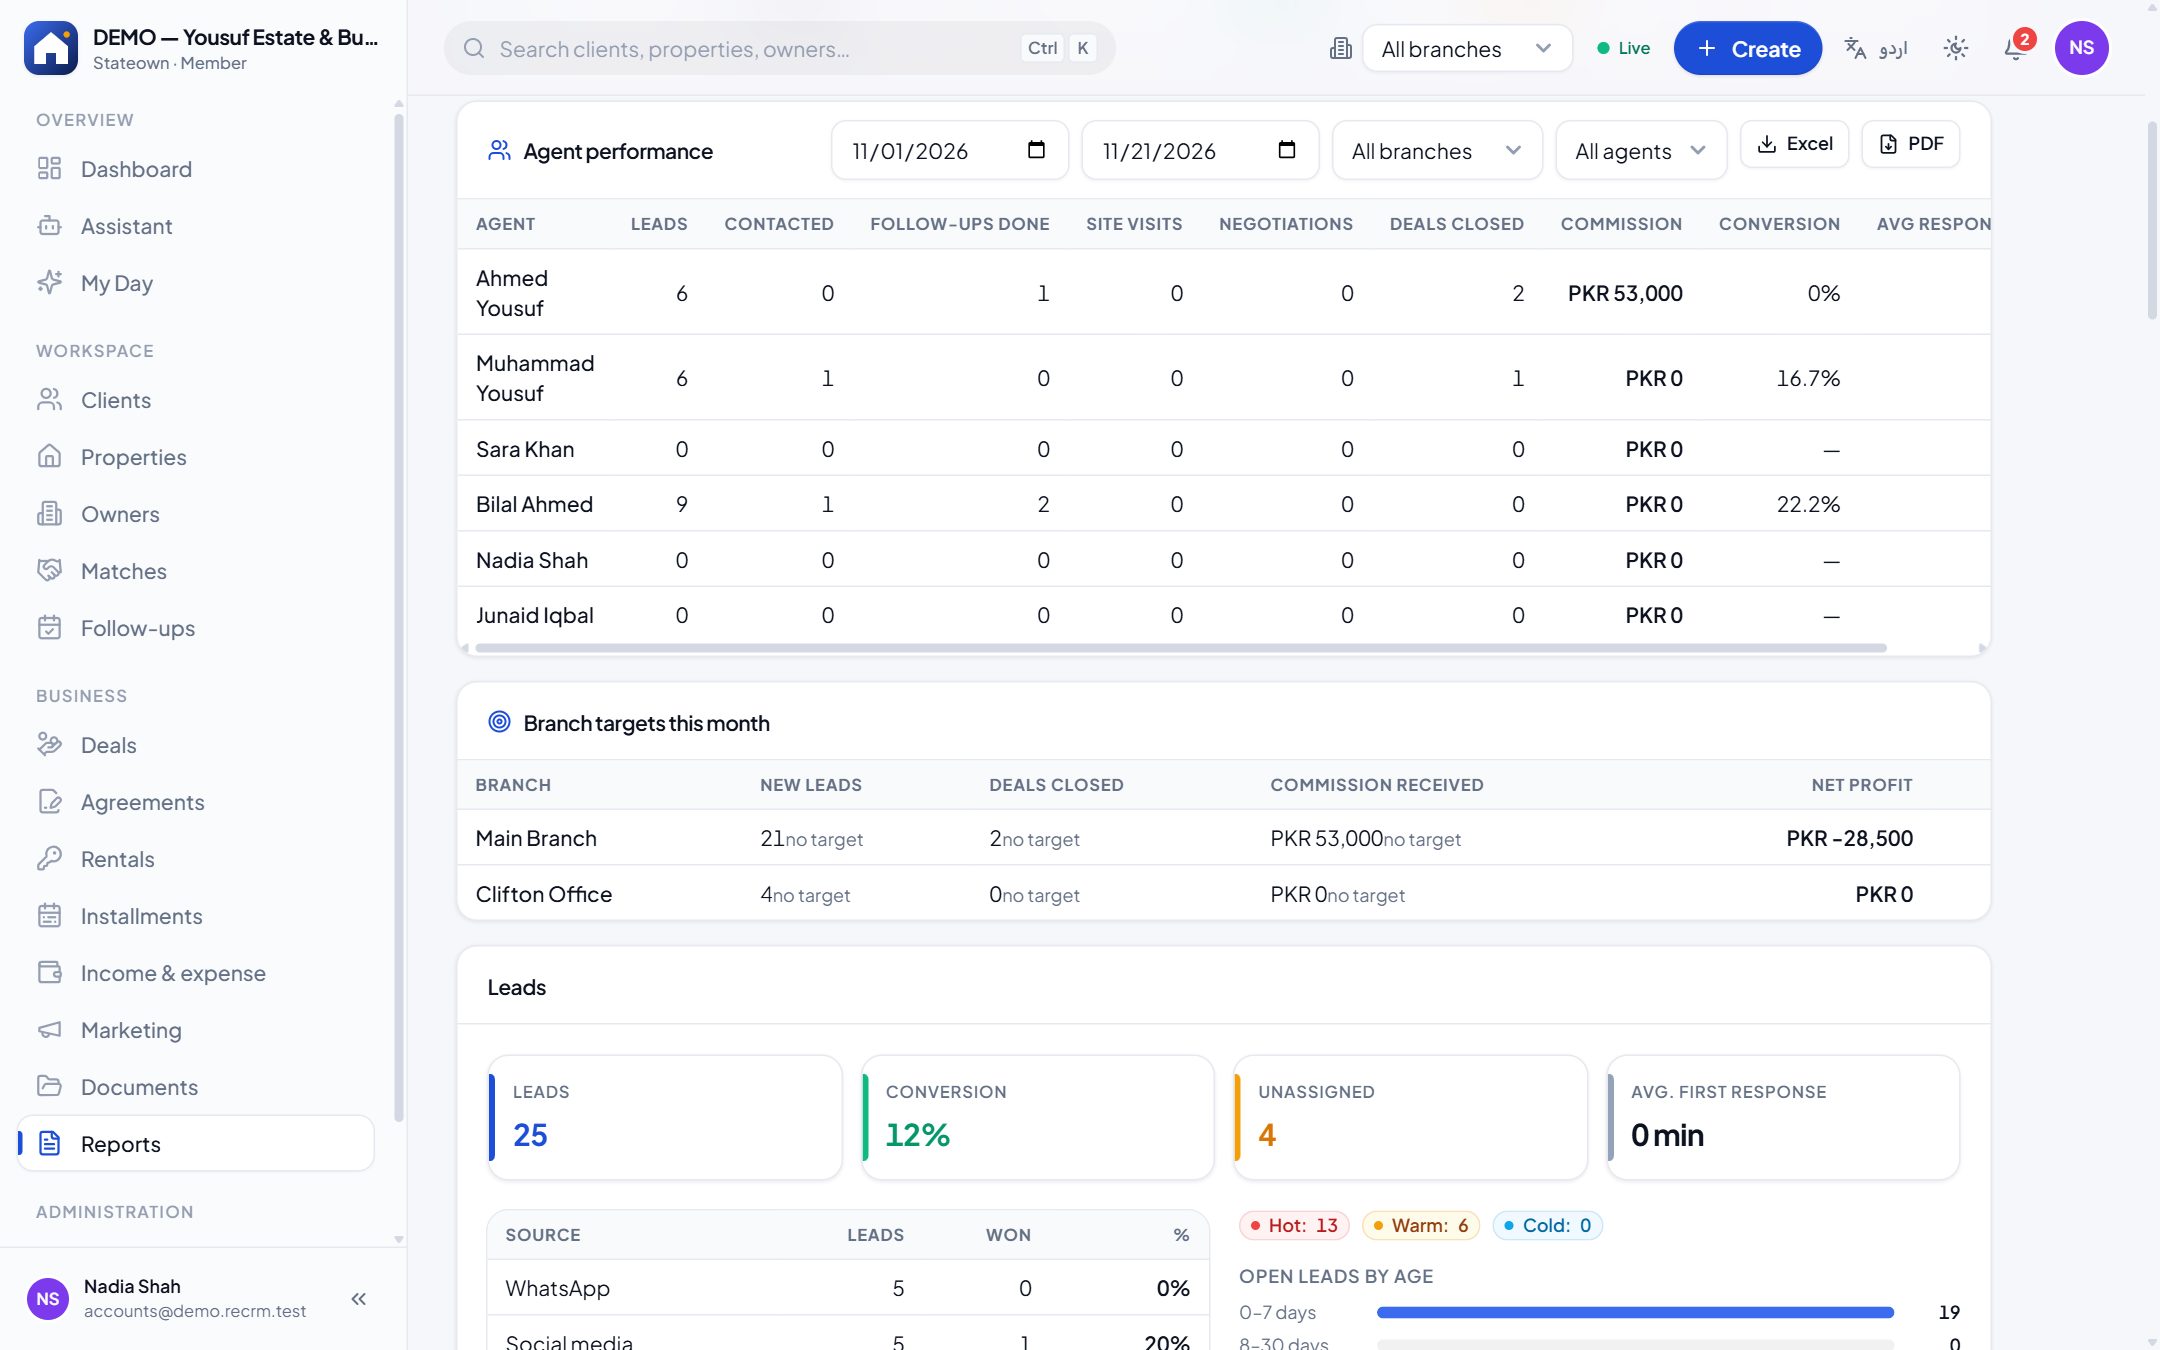 DEMO — Yousuf Estate & Bu...
Stateown · Member
Search clients, properties, owners...
Ctrl K
All branches
Live
+ Create
اردو
2
NS
OVERVIEW
Dashboard
Assistant
My Day
WORKSPACE
Clients
Properties
Owners
Matches
Follow-ups
BUSINESS
Deals
Agreements
Rentals
Installments
Income & expense
Marketing
Documents
Reports
ADMINISTRATION
NS
Nadia Shah
accounts@demo.recrm.test
Agent performance
11/01/2026
11/21/2026
All branches
All agents
Excel
PDF
AGENT LEADS CONTACTED FOLLOW-UPS DONE SITE VISITS NEGOTIATIONS DEALS CLOSED COMMISSION CONVERSION AVG RESPON
Ahmed Yousuf 6 0 1 0 0 2 PKR 53,000 0%
Muhammad Yousuf 6 1 0 0 0 1 PKR 0 16.7%
Sara Khan 0 0 0 0 0 0 PKR 0 —
Bilal Ahmed 9 1 2 0 0 0 PKR 0 22.2%
Nadia Shah 0 0 0 0 0 0 PKR 0 —
Junaid Iqbal 0 0 0 0 0 0 PKR 0 —
Branch targets this month
BRANCH NEW LEADS DEALS CLOSED COMMISSION RECEIVED NET PROFIT
Main Branch 21no target 2no target PKR 53,000no target PKR -28,500
Clifton Office 4no target 0no target PKR 0no target PKR 0
Leads
LEADS
25
CONVERSION
12%
UNASSIGNED
4
AVG. FIRST RESPONSE
0 min
SOURCE LEADS WON %
WhatsApp 5 0 0%
Social media 5 1 20%
Hot: 13
Warm: 6
Cold: 0
OPEN LEADS BY AGE
0-7 days 19
8-30 days 0